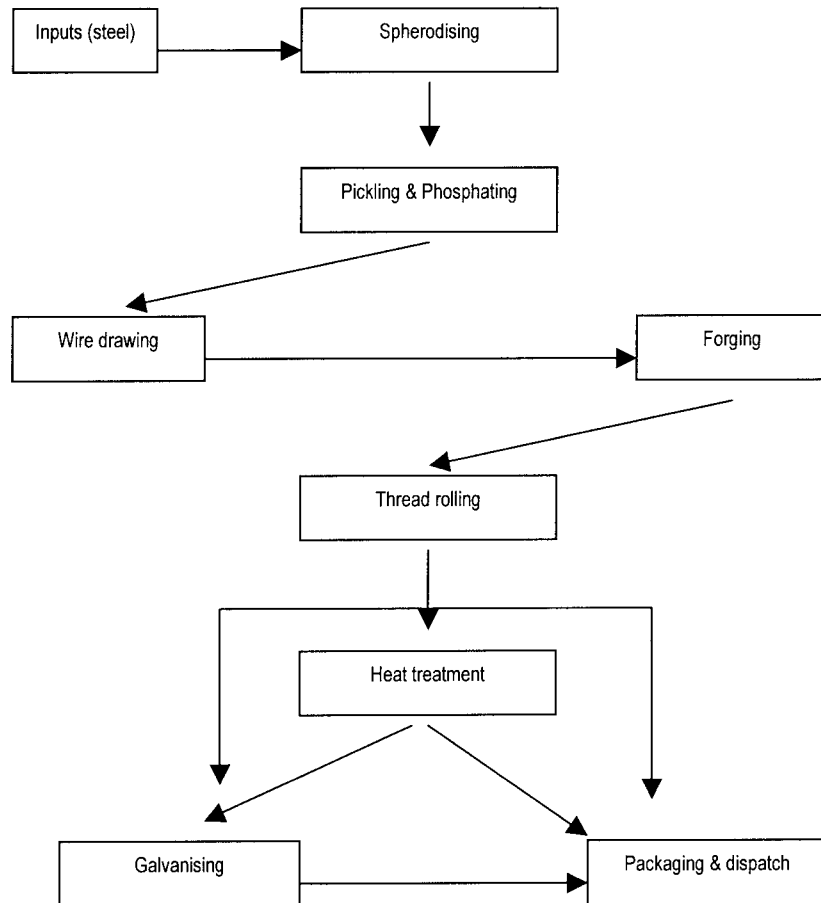 Inputs (steel)
Spherodising
Pickling & Phosphating
Wire drawing
Forging
Thread rolling
Heat treatment
Galvanising
Packaging & dispatch